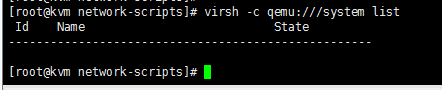 [root@kvm network-scripts]# virsh -c qemu:///system list
 Id    Name                           State
----------------------------------------------------
[root@kvm network-scripts]#